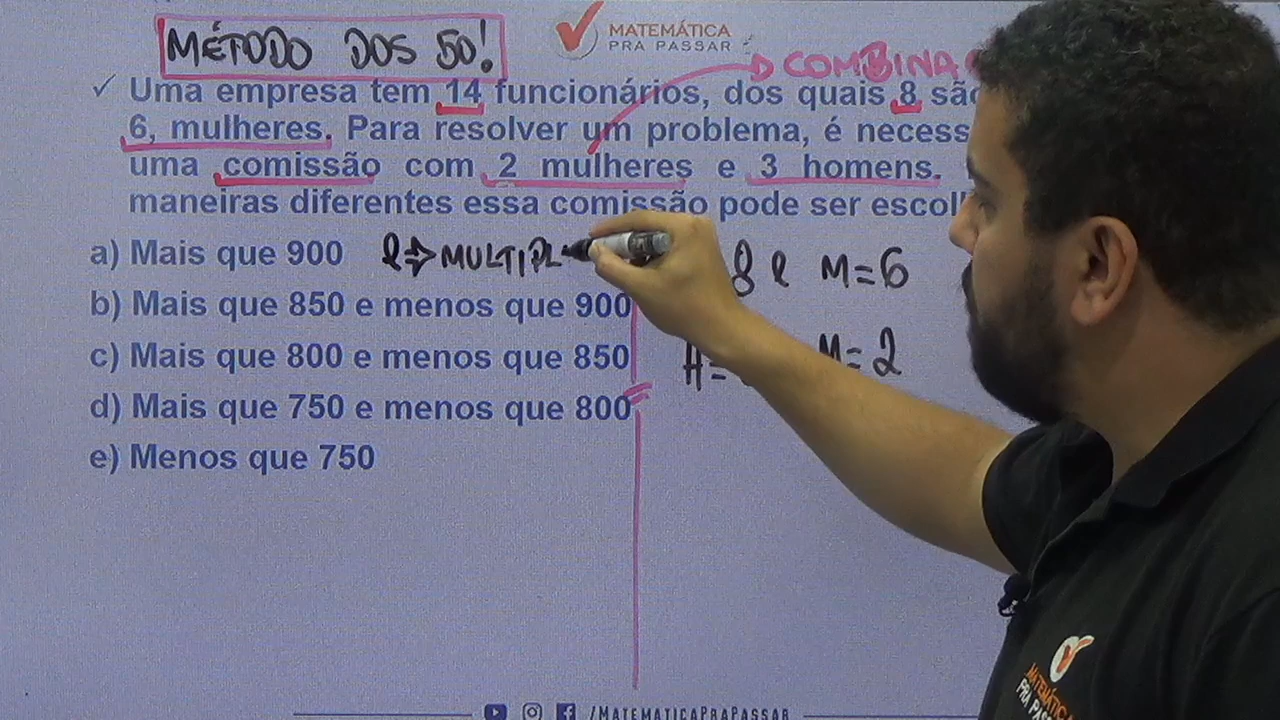 MÉTODO DOS 50!
MATEMÁTICA
PRA PASSAR
COMBINA
✓ Uma empresa tem 14 funcionários, dos quais 8 são
6, mulheres. Para resolver um problema, é
uma comissão com 2 mulheres e 3 homens.
maneiras diferentes essa comissão pode ser
a) Mais que 900
e ⇒ MULTIPL
8 e M=6
b) Mais que 850 e menos que 900
c) Mais que 800 e menos que 850
H= M=2
d) Mais que 750 e menos que 800
e) Menos que 750
MATEMÁTICA
PRA
/MATEMATICAPRAPASSAR